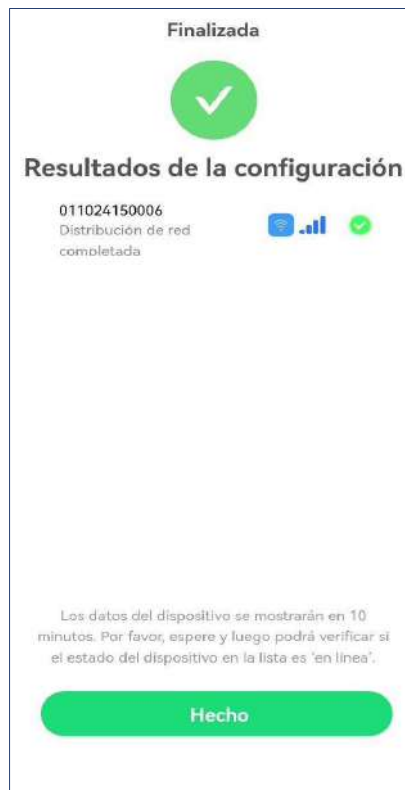 Finalizada
Resultados de la configuración
011024150006
Distribución de red
completada
Los datos del dispositivo se mostrarán en 10
minutos. Por favor, espere y luego podrá verificar si
el estado del dispositivo en la lista es 'en línea'.
Hecho